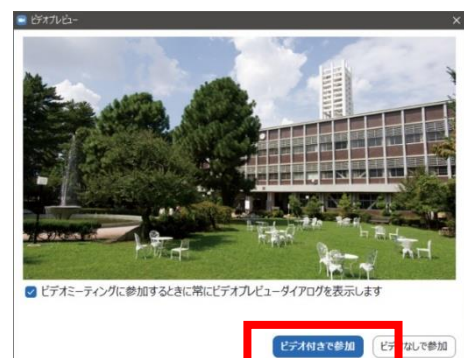 ビデオプレビュー
ビデオミーティングに参加するときに常にビデオプレビューダイアログを表示します
ビデオ付きで参加
ビデオなしで参加